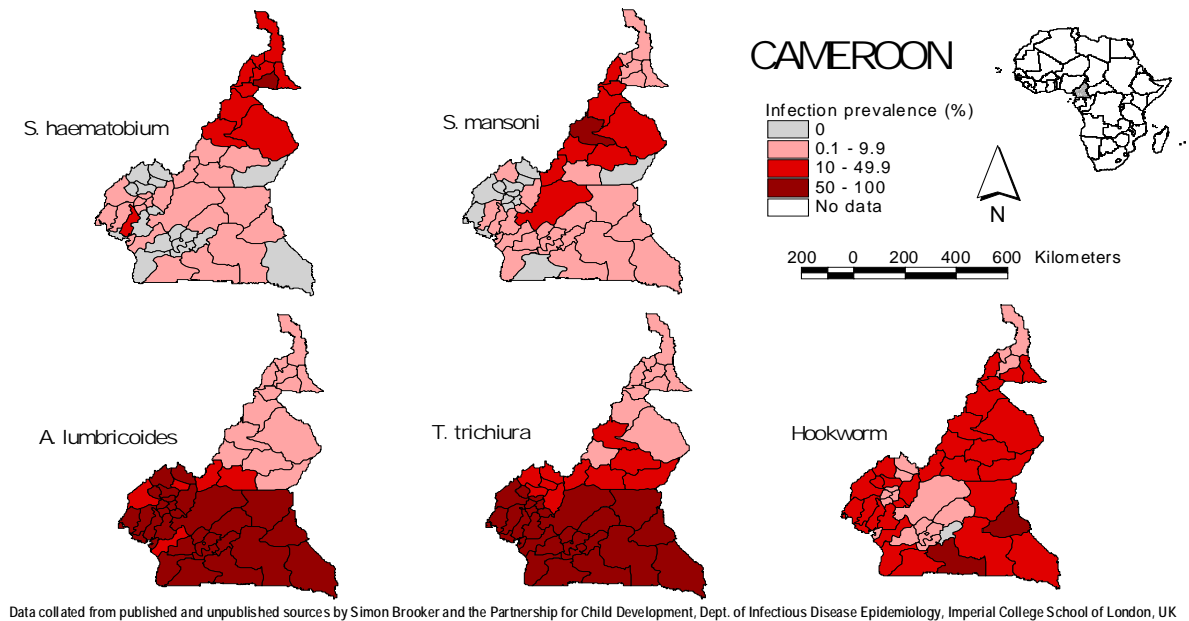 CAMEROON
Infection prevalence (%)
0
0.1 - 9.9
10 - 49.9
50 - 100
No data
N
200 0 200 400 600 Kilometers
S. haematobium
S. mansoni
A. lumbricoides
T. trichiura
Hookworm
Data collated from published and unpublished sources by Simon Brooker and the Partnership for Child Development, Dept. of Infectious Disease Epidemiology, Imperial College School of London, UK